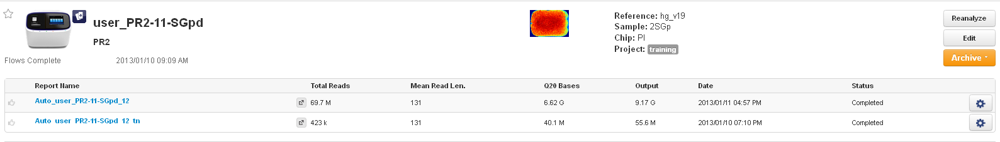 user_PR2-11-SGpd
PR2
Flows Complete 2013/01/10 09:09 AM
Reference: hg_v19
Sample: 2SGp
Chip: PI
Project: training
Reanalyze
Edit
Archive
Report Name Total Reads Mean Read Len. Q20 Bases Output Date Status
Auto_user_PR2-11-SGpd_12 69.7 M 131 6.62 G 9.17 G 2013/01/11 04:57 PM Completed
Auto_user_PR2-11-SGpd_12_tn 423 k 131 40.1 M 55.6 M 2013/01/10 07:10 PM Completed